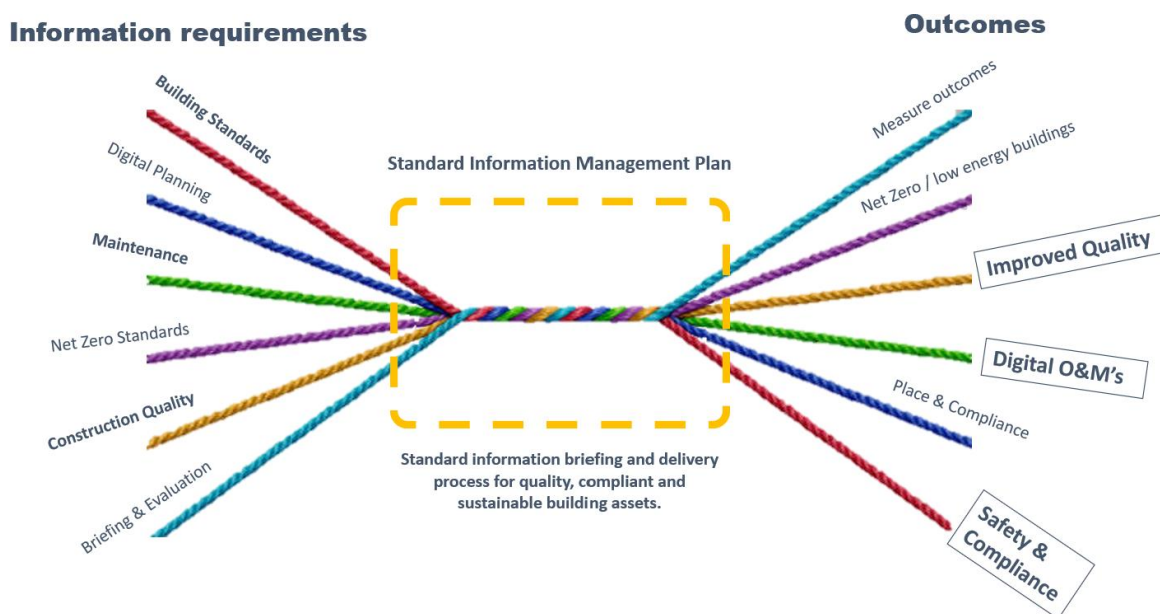 Information requirements
Outcomes
Building Standards
Digital Planning
Maintenance
Net Zero Standards
Construction Quality
Briefing & Evaluation
Standard Information Management Plan
Standard information briefing and delivery
process for quality, compliant and
sustainable building assets.
Measure outcomes
Net Zero / low energy buildings
Improved Quality
Digital O&M's
Place & Compliance
Safety &
Compliance